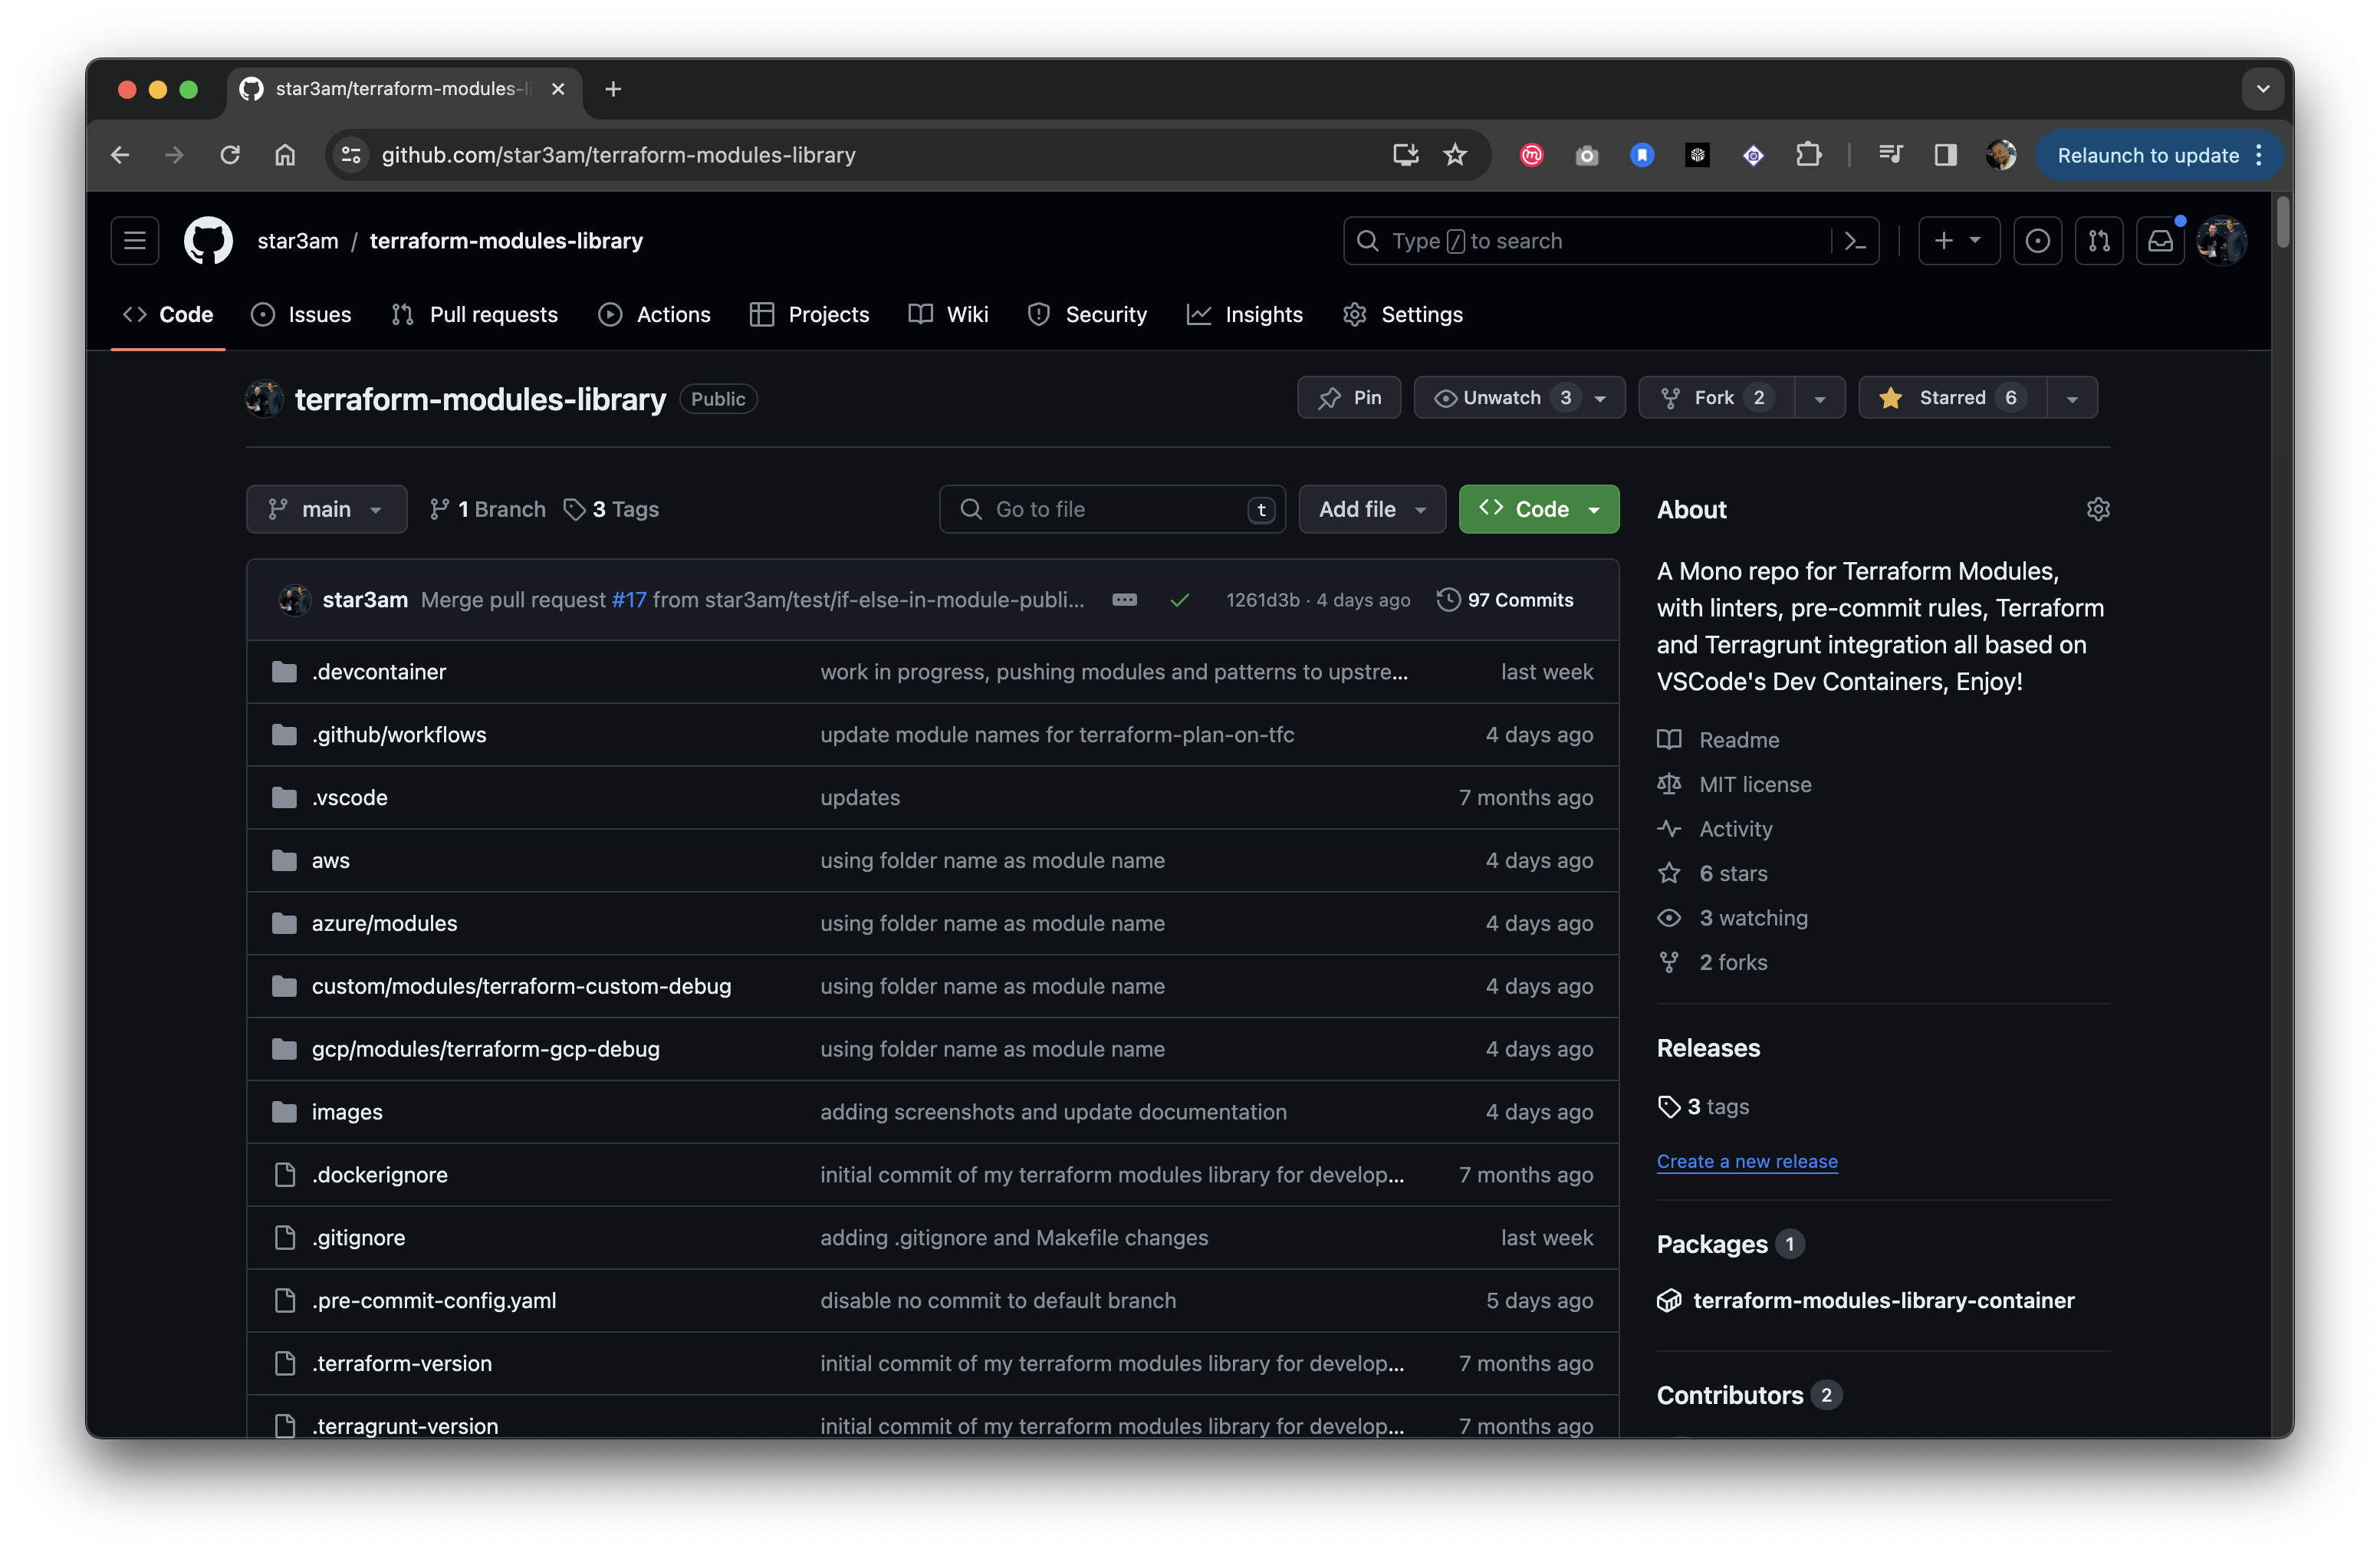 star3am/terraform-modules-li
github.com/star3am/terraform-modules-library
Relaunch to update
star3am / terraform-modules-library
Type / to search
Code
Issues
Pull requests
Actions
Projects
Wiki
Security
Insights
Settings
terraform-modules-library Public
Pin
Unwatch 3
Fork 2
Starred 6
main
1 Branch
3 Tags
Go to file t
Add file
Code
star3am Merge pull request #17 from star3am/test/if-else-in-module-publi... 1261d3b · 4 days ago 97 Commits
.devcontainer work in progress, pushing modules and patterns to upstre... last week
.github/workflows update module names for terraform-plan-on-tfc 4 days ago
.vscode updates 7 months ago
aws using folder name as module name 4 days ago
azure/modules using folder name as module name 4 days ago
custom/modules/terraform-custom-debug using folder name as module name 4 days ago
gcp/modules/terraform-gcp-debug using folder name as module name 4 days ago
images adding screenshots and update documentation 4 days ago
.dockerignore initial commit of my terraform modules library for develop... 7 months ago
.gitignore adding .gitignore and Makefile changes last week
.pre-commit-config.yaml disable no commit to default branch 5 days ago
.terraform-version initial commit of my terraform modules library for develop... 7 months ago
.terragrunt-version initial commit of my terraform modules library for develop... 7 months ago
About
A Mono repo for Terraform Modules,
with linters, pre-commit rules, Terraform
and Terragrunt integration all based on
VSCode's Dev Containers, Enjoy!
Readme
MIT license
Activity
6 stars
3 watching
2 forks
Releases
3 tags
Create a new release
Packages 1
terraform-modules-library-container
Contributors 2